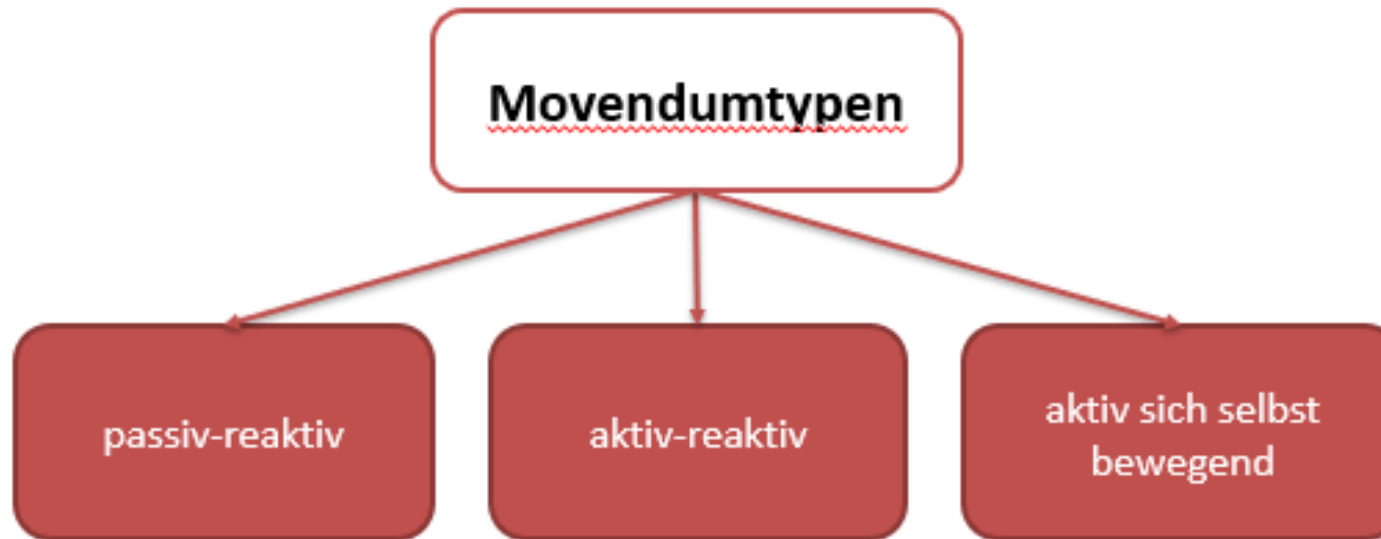 Movendumtypen
passiv-reaktiv
aktiv-reaktiv
aktiv sich selbst
bewegend